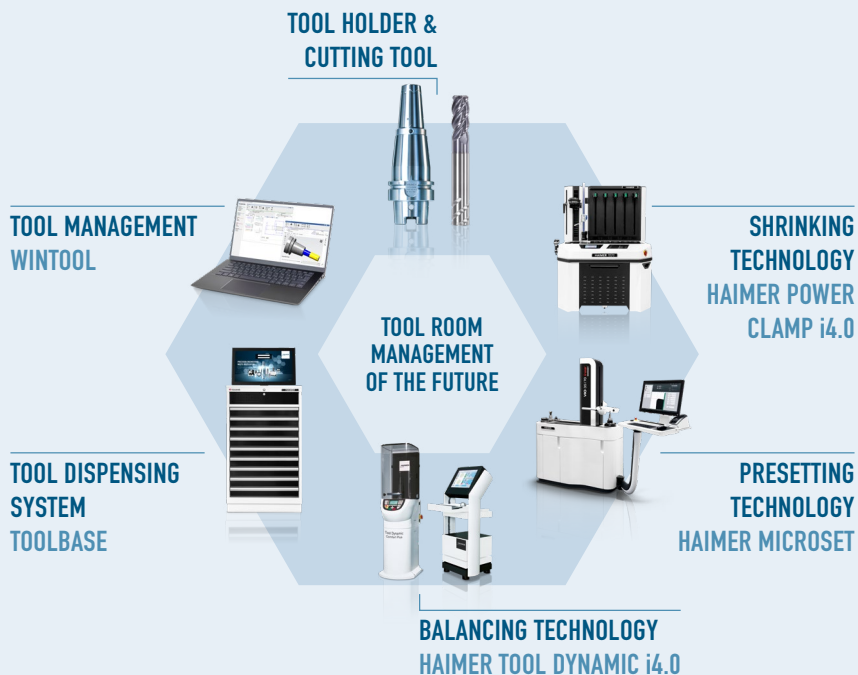 TOOL HOLDER &
CUTTING TOOL
TOOL MANAGEMENT
WINTOOL
SHRINKING
TECHNOLOGY
HAIMER POWER
CLAMP i4.0
TOOL ROOM
MANAGEMENT
OF THE FUTURE
TOOL DISPENSING
SYSTEM
TOOLBASE
PRESETTING
TECHNOLOGY
HAIMER MICROSET
BALANCING TECHNOLOGY
HAIMER TOOL DYNAMIC i4.0